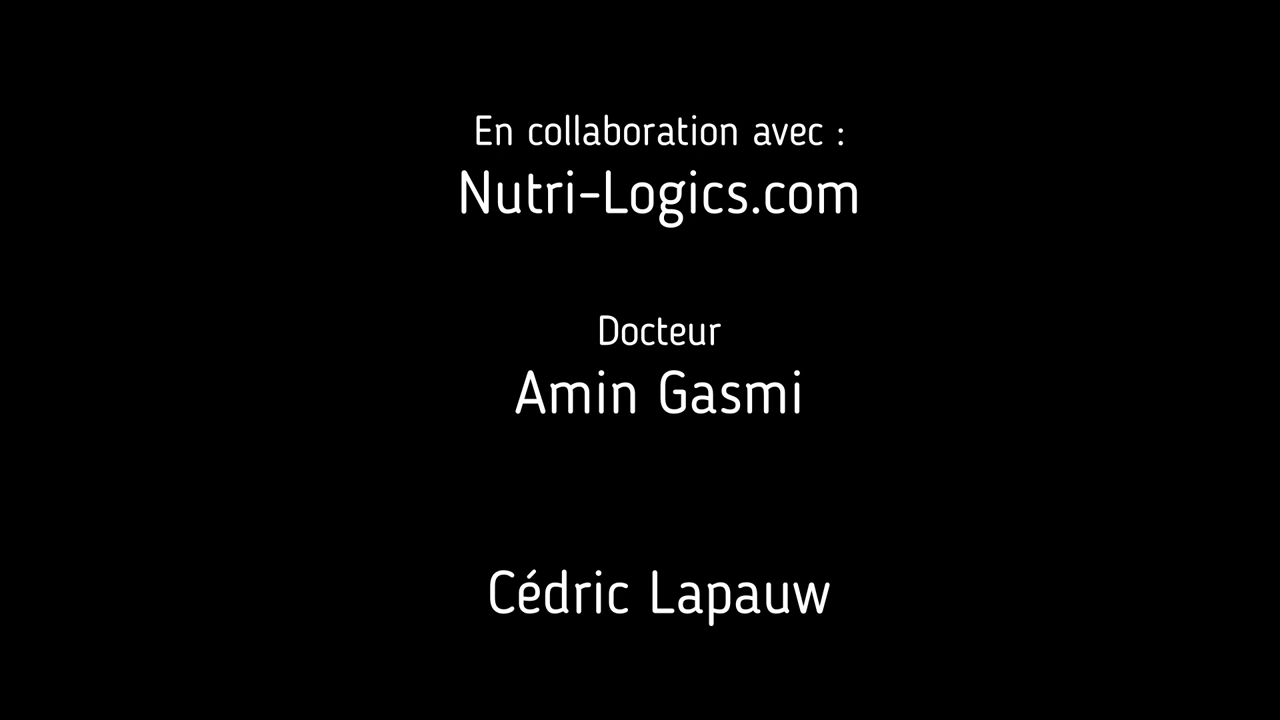 En collaboration avec :
Nutri-Logics.com
Docteur
Amin Gasmi
Cédric Lapauw